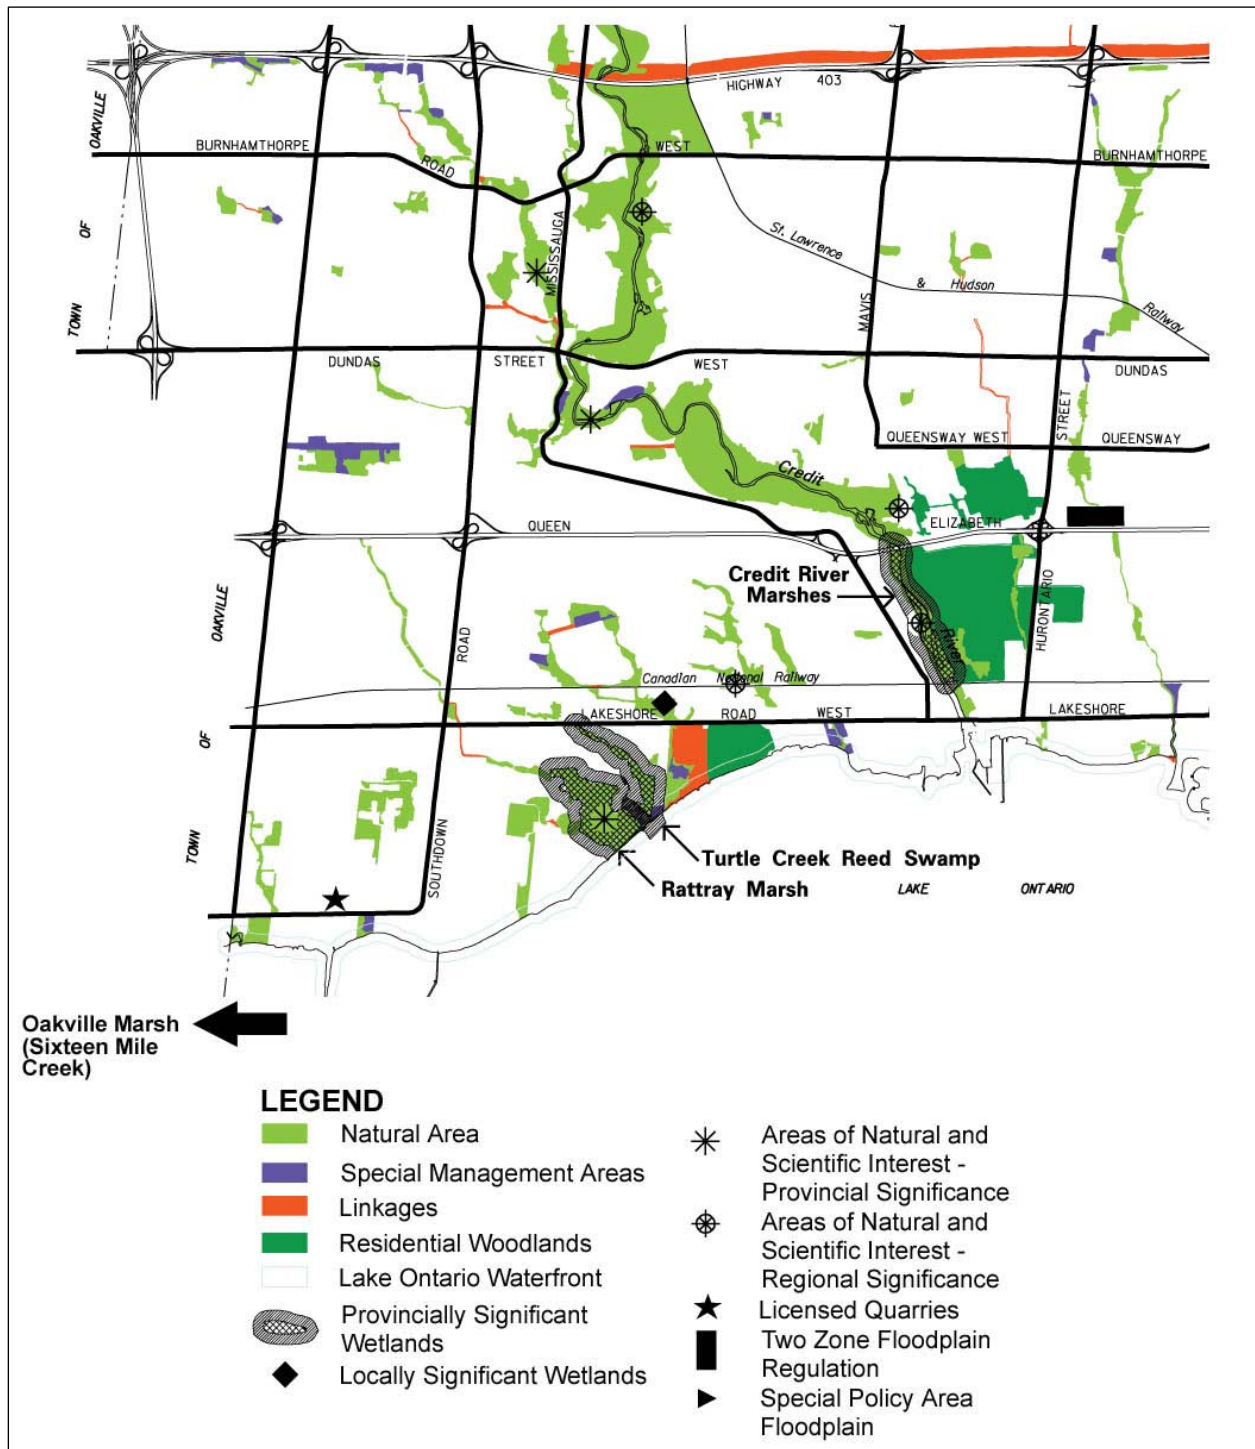 HIGHWAY 403
OAKVILLE
BURNHAMTHORPE
ROAD
WEST
BURNHAMTHORPE
OF
MISSISSAUGA
St. Lawrence
& Hudson
Railway
MAVIS
TOWN
DUNDAS
STREET
WEST
DUNDAS
STREET
QUEENSWAY WEST
QUEENSWAY
Credit
QUEEN
ELIZABETH
Credit River
Marshes
OAKVILLE
HURONTARIO
ROAD
River
Canadian National Railway
LAKESHORE
ROAD
WEST
LAKESHORE
OF
TOWN
SOUTHDOWN
Turtle Creek Reed Swamp
Rattray Marsh
LAKE
ONTARIO
Oakville Marsh
(Sixteen Mile
Creek)
LEGEND
Natural Area
Special Management Areas
Linkages
Residential Woodlands
Lake Ontario Waterfront
Provincially Significant
Wetlands
Locally Significant Wetlands
Areas of Natural and
Scientific Interest -
Provincial Significance
Areas of Natural and
Scientific Interest -
Regional Significance
Licensed Quarries
Two Zone Floodplain
Regulation
Special Policy Area
Floodplain